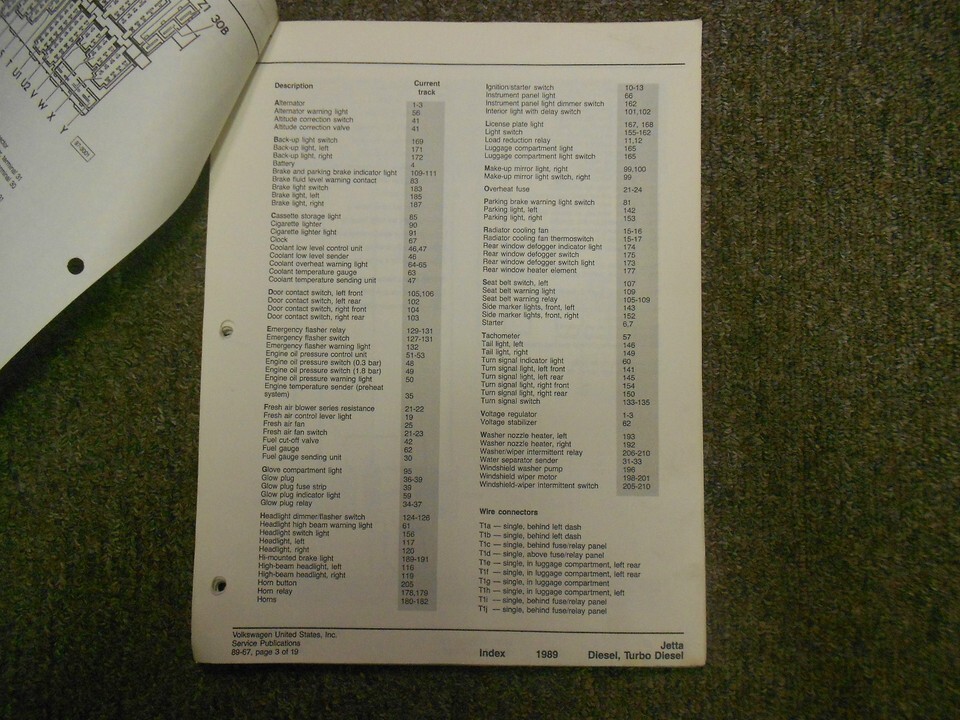 ZI 30B
T U1 U2 V W X Y
97-3001
Description
Current
track
Alternator 1-3
Alternator warning light 56
Altitude correction switch 41
Altitude correction valve 41
Back-up light switch 169
Back-up light, left 171
Back-up light, right 172
Battery 4
Brake and parking brake indicator light 109-111
Brake fluid level warning contact 83
Brake light switch 183
Brake light, left 185
Brake light, right 187
Cassette storage light 85
Cigarette lighter 90
Cigarette lighter light 91
Clock 67
Coolant low level control unit 46,47
Coolant low level sender 46
Coolant overheat warning light 64-65
Coolant temperature gauge 63
Coolant temperature sending unit 47
Door contact switch, left front 105,106
Door contact switch, left rear 102
Door contact switch, right front 104
Door contact switch, right rear 103
Emergency flasher relay 129-131
Emergency flasher switch 127-131
Emergency flasher warning light 132
Engine oil pressure control unit 51-53
Engine oil pressure switch (0.3 bar) 48
Engine oil pressure switch (1.8 bar) 49
Engine oil pressure warning light 50
Engine temperature sender (preheat
system) 35
Fresh air blower series resistance 21-22
Fresh air control lever light 19
Fresh air fan 25
Fresh air fan switch 21-23
Fuel cut-off valve 42
Fuel gauge 62
Fuel gauge sending unit 30
Glove compartment light 95
Glow plug 36-39
Glow plug fuse strip 39
Glow plug indicator light 59
Glow plug relay 34-37
Headlight dimmer/flasher switch 124-126
Headlight high beam warning light 61
Headlight switch light 156
Headlight, left 117
Headlight, right 120
Hi-mounted brake light 189-191
High-beam headlight, left 116
High-beam headlight, right 119
Horn button 205
Horn relay 178,179
Horns 180-182
Ignition/starter switch 10-13
Instrument panel light 66
Instrument panel light dimmer switch 162
Interior light with delay switch 101,102
License plate light 167, 168
Light switch 155-162
Load reduction relay 11,12
Luggage compartment light 165
Luggage compartment light switch 165
Make-up mirror light, right 99,100
Make-up mirror light switch, right 99
Overheat fuse 21-24
Parking brake warning light switch 81
Parking light, left 142
Parking light, right 153
Radiator cooling fan 15-16
Radiator cooling fan thermoswitch 15-17
Rear window defogger indicator light 174
Rear window defogger switch 175
Rear window defogger switch light 173
Rear window heater element 177
Seat belt switch, left 107
Seat belt warning light 109
Seat belt warning relay 105-109
Side marker lights, front, left 143
Side marker lights, front, right 152
Starter 6,7
Tachometer 57
Tail light, left 146
Tail light, right 149
Turn signal indicator light 60
Turn signal light, left front 141
Turn signal light, left rear 145
Turn signal light, right front 154
Turn signal light, right rear 150
Turn signal switch 133-135
Voltage regulator 1-3
Voltage stabilizer 62
Washer nozzle heater, left 193
Washer nozzle heater, right 192
Washer/wiper intermittent relay 206-210
Water separator sender 31-33
Windshield washer pump 196
Windshield wiper motor 198-201
Windshield-wiper intermittent switch 205-210
Wire connectors
T1a — single, behind left dash
T1b — single, behind left dash
T1c — single, behind fuse/relay panel
T1d — single, above fuse/relay panel
T1e — single, in luggage compartment, left rear
T1f — single, in luggage compartment, left rear
T1g — single, in luggage compartment
T1h — single, in luggage compartment, left
T1i — single, behind fuse/relay panel
T1j — single, behind fuse/relay panel
Volkswagen United States, Inc.
Service Publications
89-67, page 3 of 19
Index 1989
Jetta
Diesel, Turbo Diesel